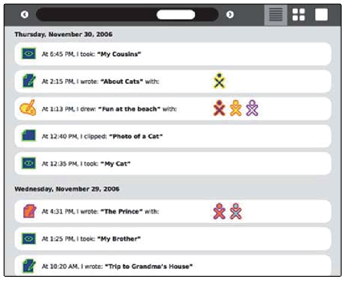 Thursday, November 30, 2006
At 6:45 PM, I took: "My Cousins"
At 2:15 PM, I wrote: "About Cats" with:
At 1:13 PM, I drew: "Fun at the beach" with:
At 12:40 PM, I clipped: "Photo of a Cat"
At 12:35 PM, I took: "My Cat"
Wednesday, November 29, 2006
At 4:31 PM, I wrote: "The Prince" with:
At 1:25 PM, I took: "My Brother"
At 10:20 AM, I wrote: "Trip to Grandma's House"